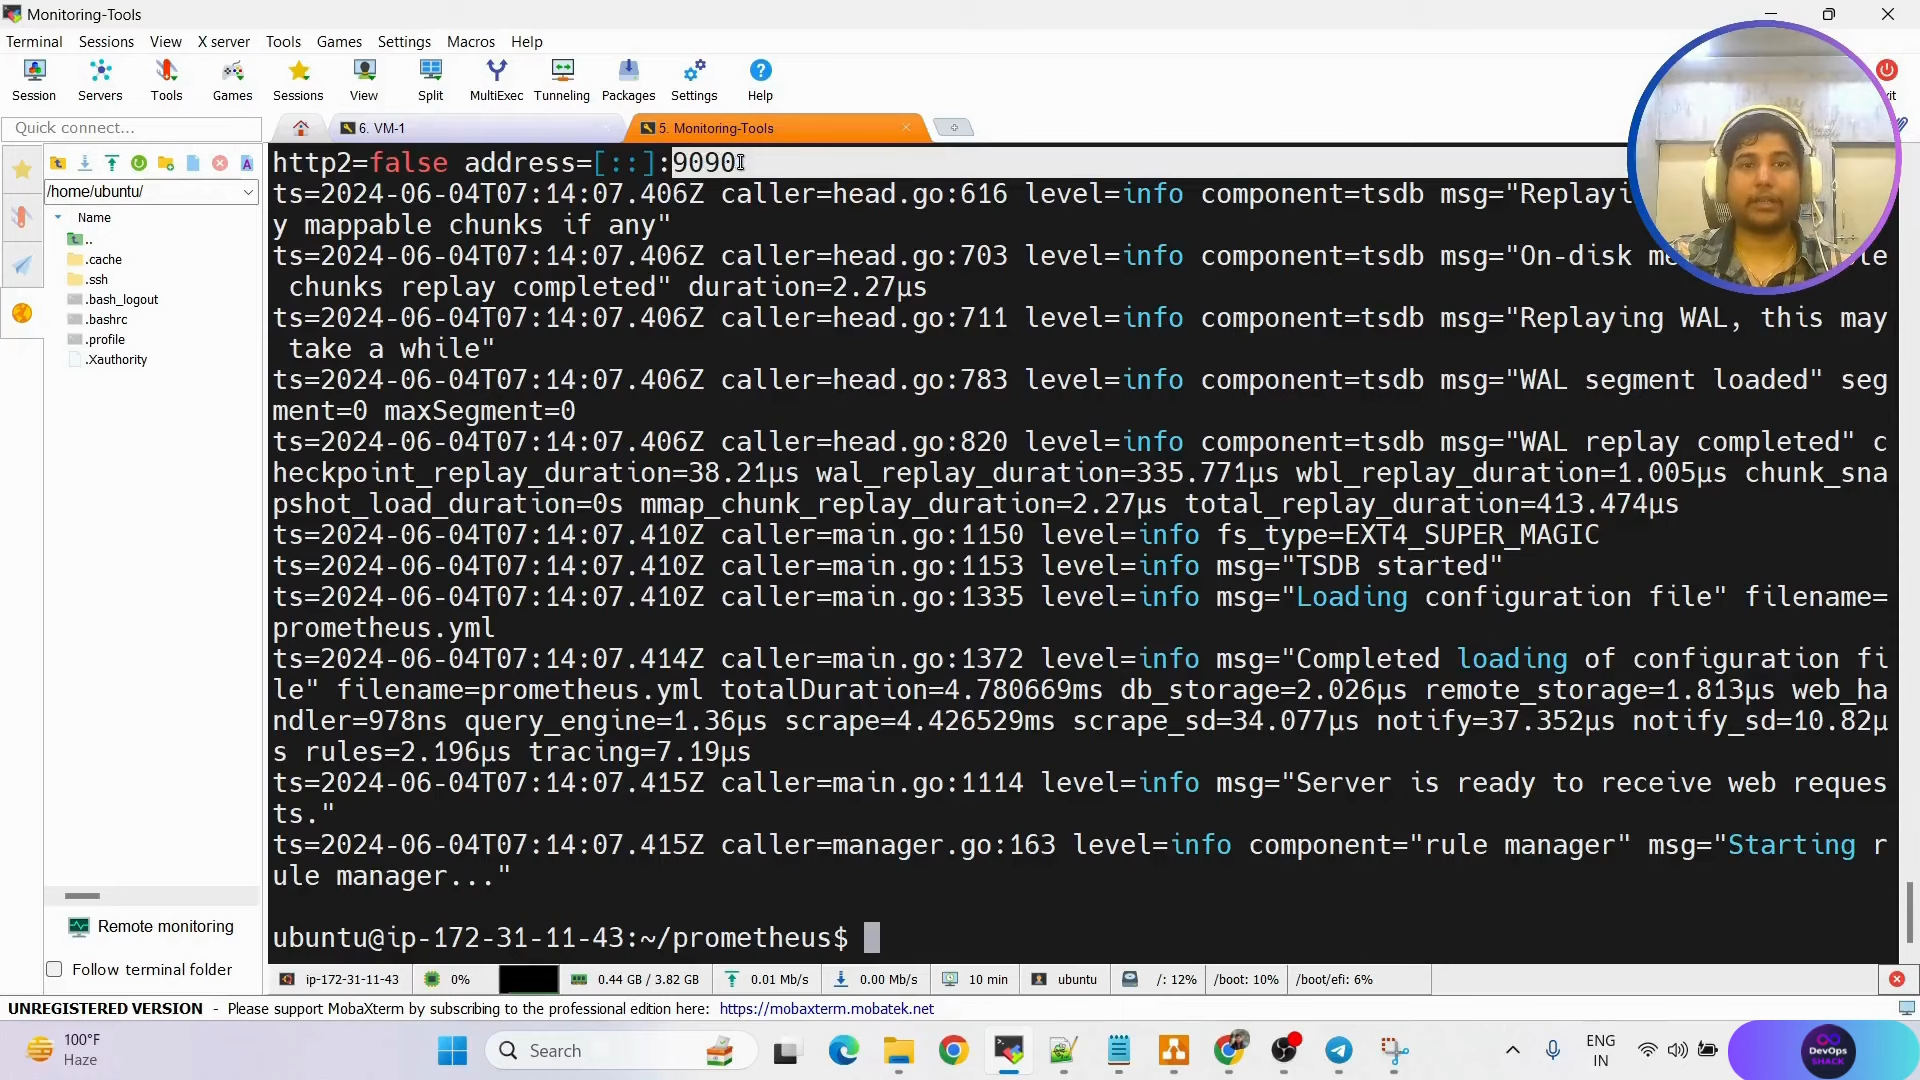 Monitoring-Tools
Terminal Sessions View X server Tools Games Settings Macros Help
Session Servers Tools Games Sessions View Split MultiExec Tunneling Packages Settings Help
Quick connect...
6. VM-1
5. Monitoring-Tools
/home/ubuntu/
Name
..
.cache
.ssh
.bash_logout
.bashrc
.profile
.Xauthority
Remote monitoring
Follow terminal folder
http2=false address=[::]:9090
ts=2024-06-04T07:14:07.406Z caller=head.go:616 level=info component=tsdb msg="Replayi
y mappable chunks if any"
ts=2024-06-04T07:14:07.406Z caller=head.go:703 level=info component=tsdb msg="On-disk
chunks replay completed" duration=2.27µs
ts=2024-06-04T07:14:07.406Z caller=head.go:711 level=info component=tsdb msg="Replaying WAL, this may
take a while"
ts=2024-06-04T07:14:07.406Z caller=head.go:783 level=info component=tsdb msg="WAL segment loaded" seg
ment=0 maxSegment=0
ts=2024-06-04T07:14:07.406Z caller=head.go:820 level=info component=tsdb msg="WAL replay completed" c
heckpoint_replay_duration=38.21µs wal_replay_duration=335.771µs wbl_replay_duration=1.005µs chunk_sna
pshot_load_duration=0s mmap_chunk_replay_duration=2.27µs total_replay_duration=413.474µs
ts=2024-06-04T07:14:07.410Z caller=main.go:1150 level=info fs_type=EXT4_SUPER_MAGIC
ts=2024-06-04T07:14:07.410Z caller=main.go:1153 level=info msg="TSDB started"
ts=2024-06-04T07:14:07.410Z caller=main.go:1335 level=info msg="Loading configuration file" filename=
prometheus.yml
ts=2024-06-04T07:14:07.414Z caller=main.go:1372 level=info msg="Completed loading of configuration fi
le" filename=prometheus.yml totalDuration=4.780669ms db_storage=2.026µs remote_storage=1.813µs web_ha
ndler=978ns query_engine=1.36µs scrape=4.426529ms scrape_sd=34.077µs notify=37.352µs notify_sd=10.82µ
s rules=2.196µs tracing=7.19µs
ts=2024-06-04T07:14:07.415Z caller=main.go:1114 level=info msg="Server is ready to receive web reques
ts."
ts=2024-06-04T07:14:07.415Z caller=manager.go:163 level=info component="rule manager" msg="Starting r
ule manager..."
ubuntu@ip-172-31-11-43:~/prometheus$
ip-172-31-11-43 0% 0.44 GB / 3.82 GB 0.01 Mb/s 0.00 Mb/s 10 min ubuntu /: 12% /boot: 10% /boot/efi: 6%
UNREGISTERED VERSION - Please support MobaXterm by subscribing to the professional edition here: https://mobaxterm.mobatek.net
100°F
Haze
Search
ENG
IN
DevOps
SHACK